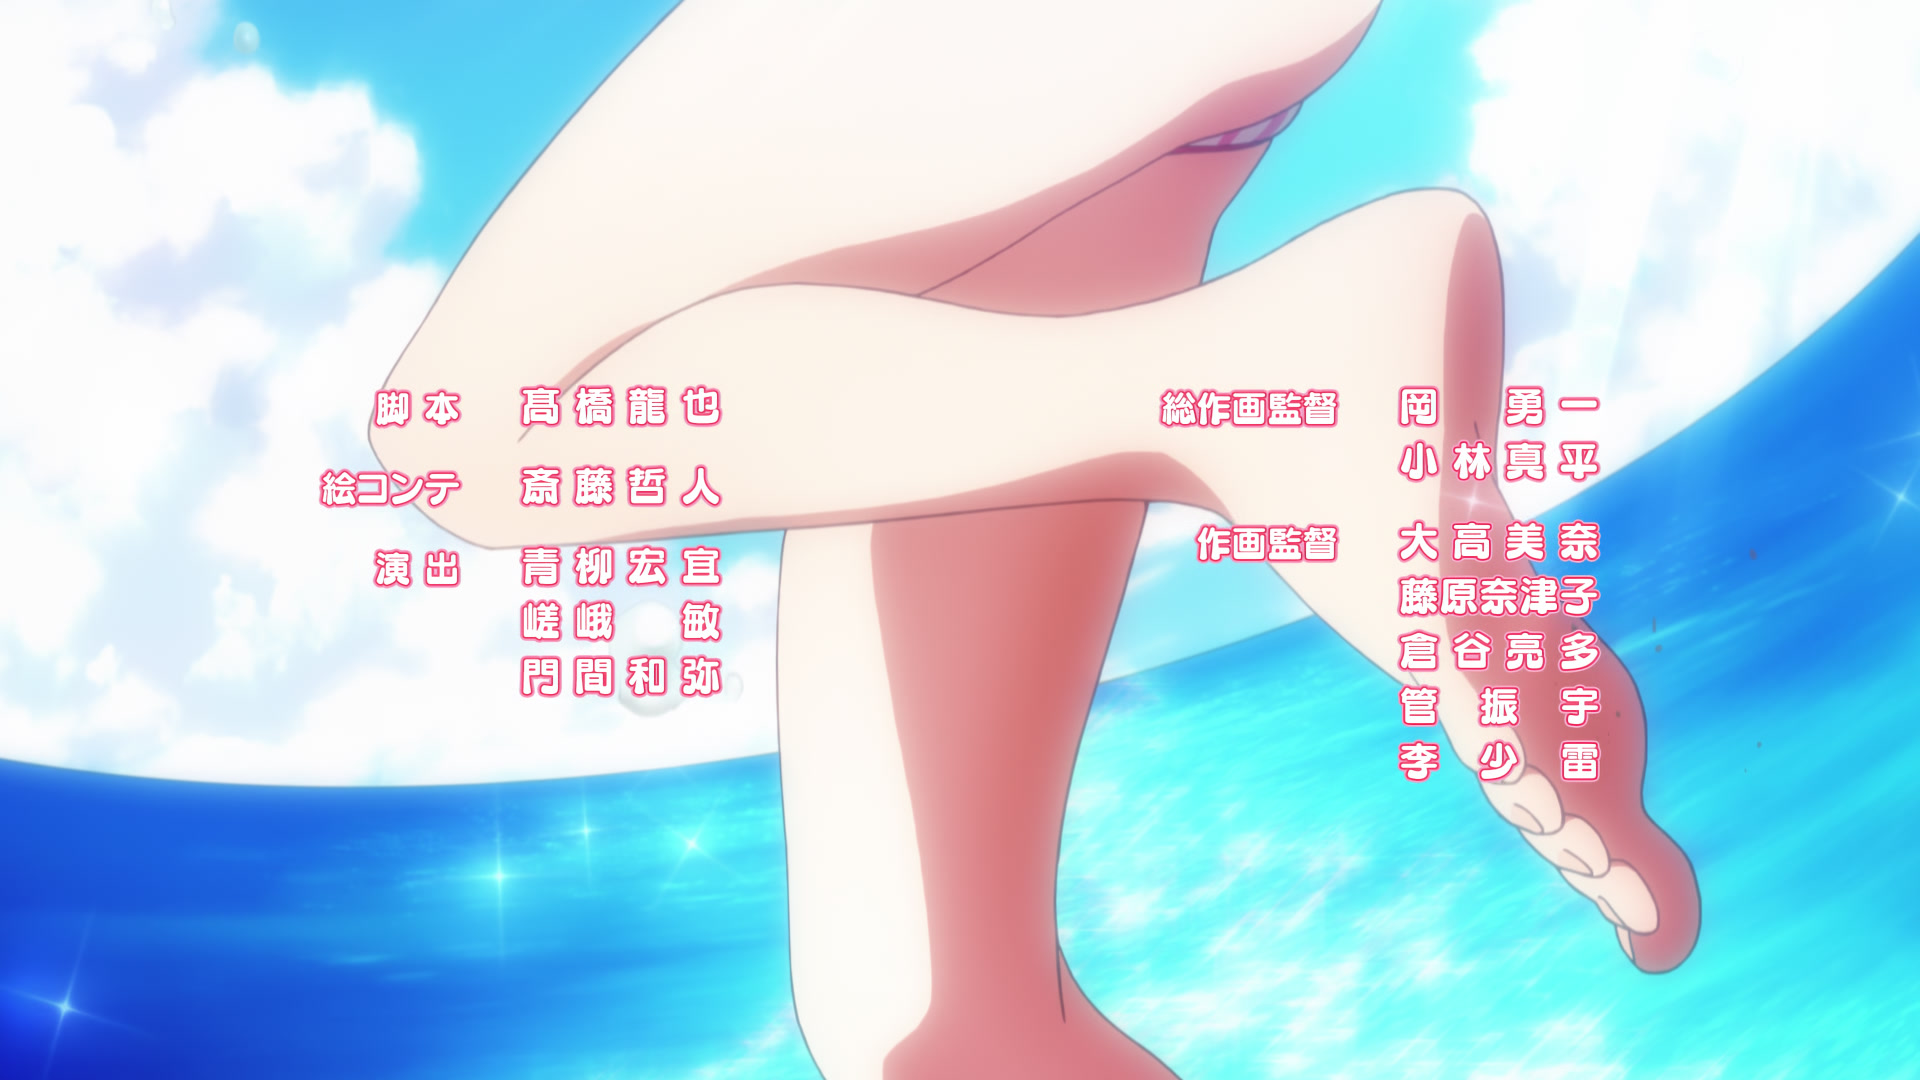 脚本 髙橋龍也
絵コンテ 斎藤哲人
演出 青柳宏宜
嵯峨敏
門間和弥
総作画監督 岡勇一
小林真平
作画監督 大高美奈
藤原奈津子
倉谷亮多
管振宇
李少雷